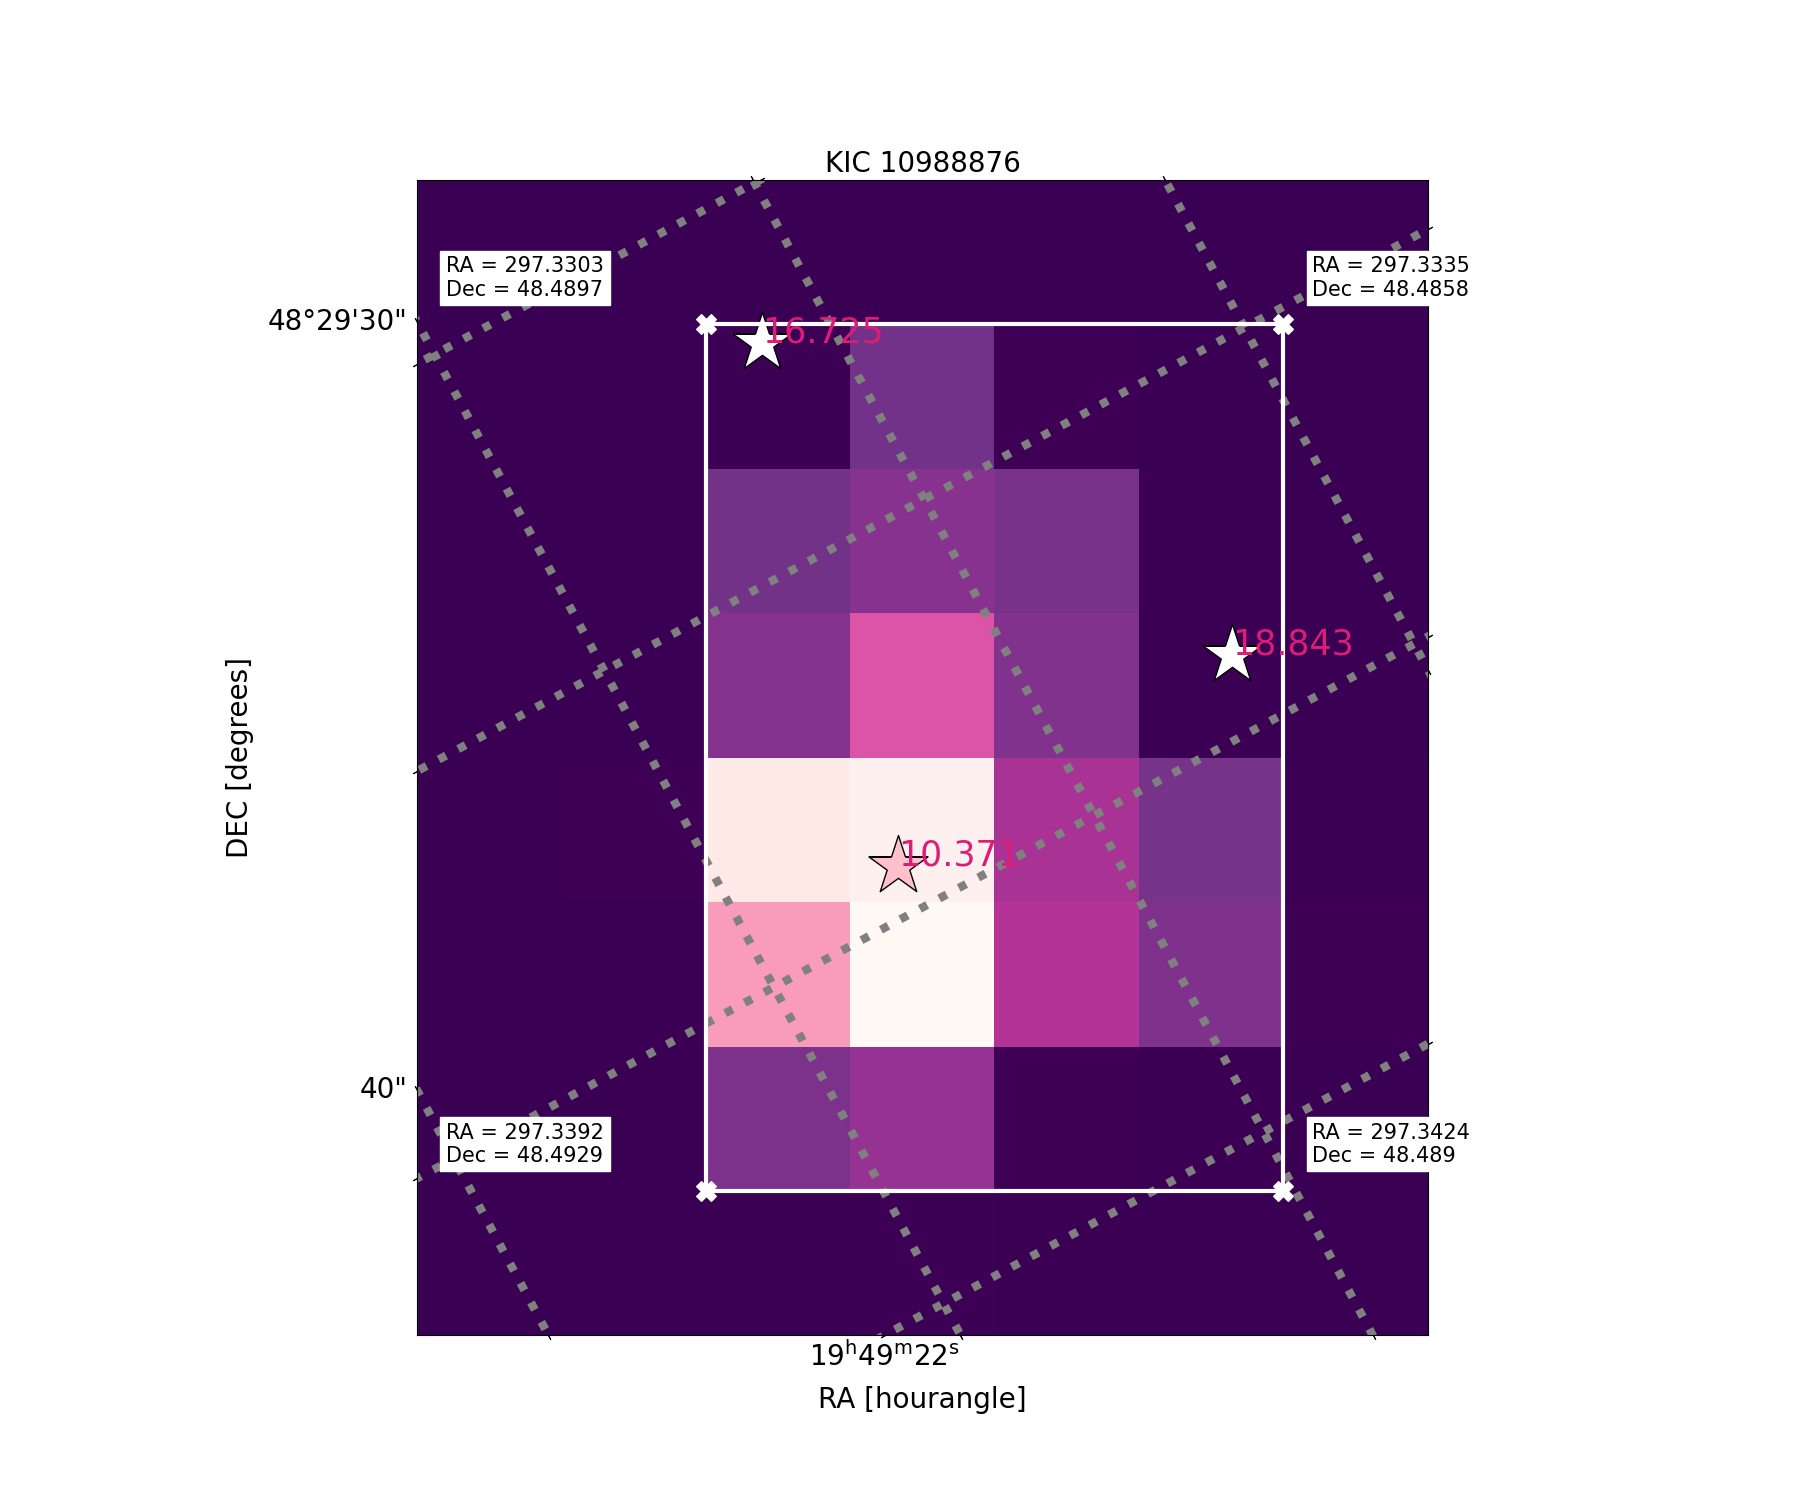 KIC 10988876
RA = 297.3303
Dec = 48.4897
RA = 297.3335
Dec = 48.4858
48°29'30"
16.725
18.843
DEC [degrees]
10.371
40"
RA = 297.3392
Dec = 48.4929
RA = 297.3424
Dec = 48.489
19ʰ49ᵐ22ˢ
RA [hourangle]